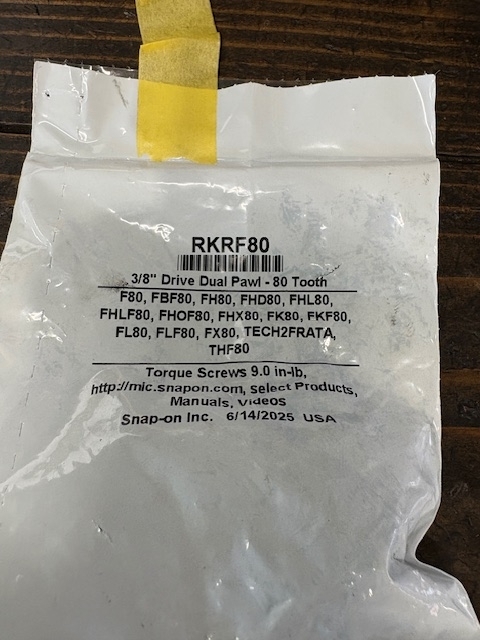 RKRF80
3/8" Drive Dual Pawl - 80 Tooth
F80, FBF80, FH80, FHD80, FHL80,
FHLF80, FHOF80, FHX80, FK80, FKF80,
FL80, FLF80, FX80, TECH2FRATA,
THF80
Torque Screws 9.0 in-lb,
http://mic.snapon.com, Select Products,
Manuals, Videos
Snap-on Inc. 6/14/2025 USA